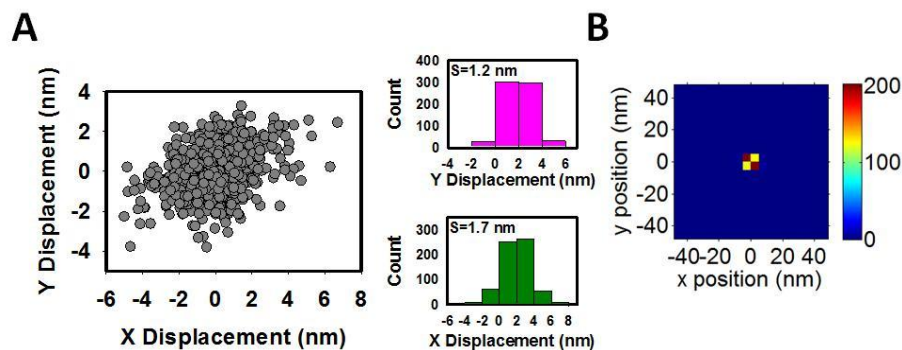 A
B
4
2
0
-2
-4
Y Displacement (nm)
-6 -4 -2 0 2 4 6 8
X Displacement (nm)
400
300
200
100
0
Count
S=1.2 nm
-6 -4 -2 0 2 4 6
Y Displacement (nm)
300
200
100
0
Count
S=1.7 nm
-6 -4 -2 0 2 4 6 8
X Displacement (nm)
40
20
0
-20
-40
y position (nm)
-40 -20 0 20 40
x position (nm)
200
100
0